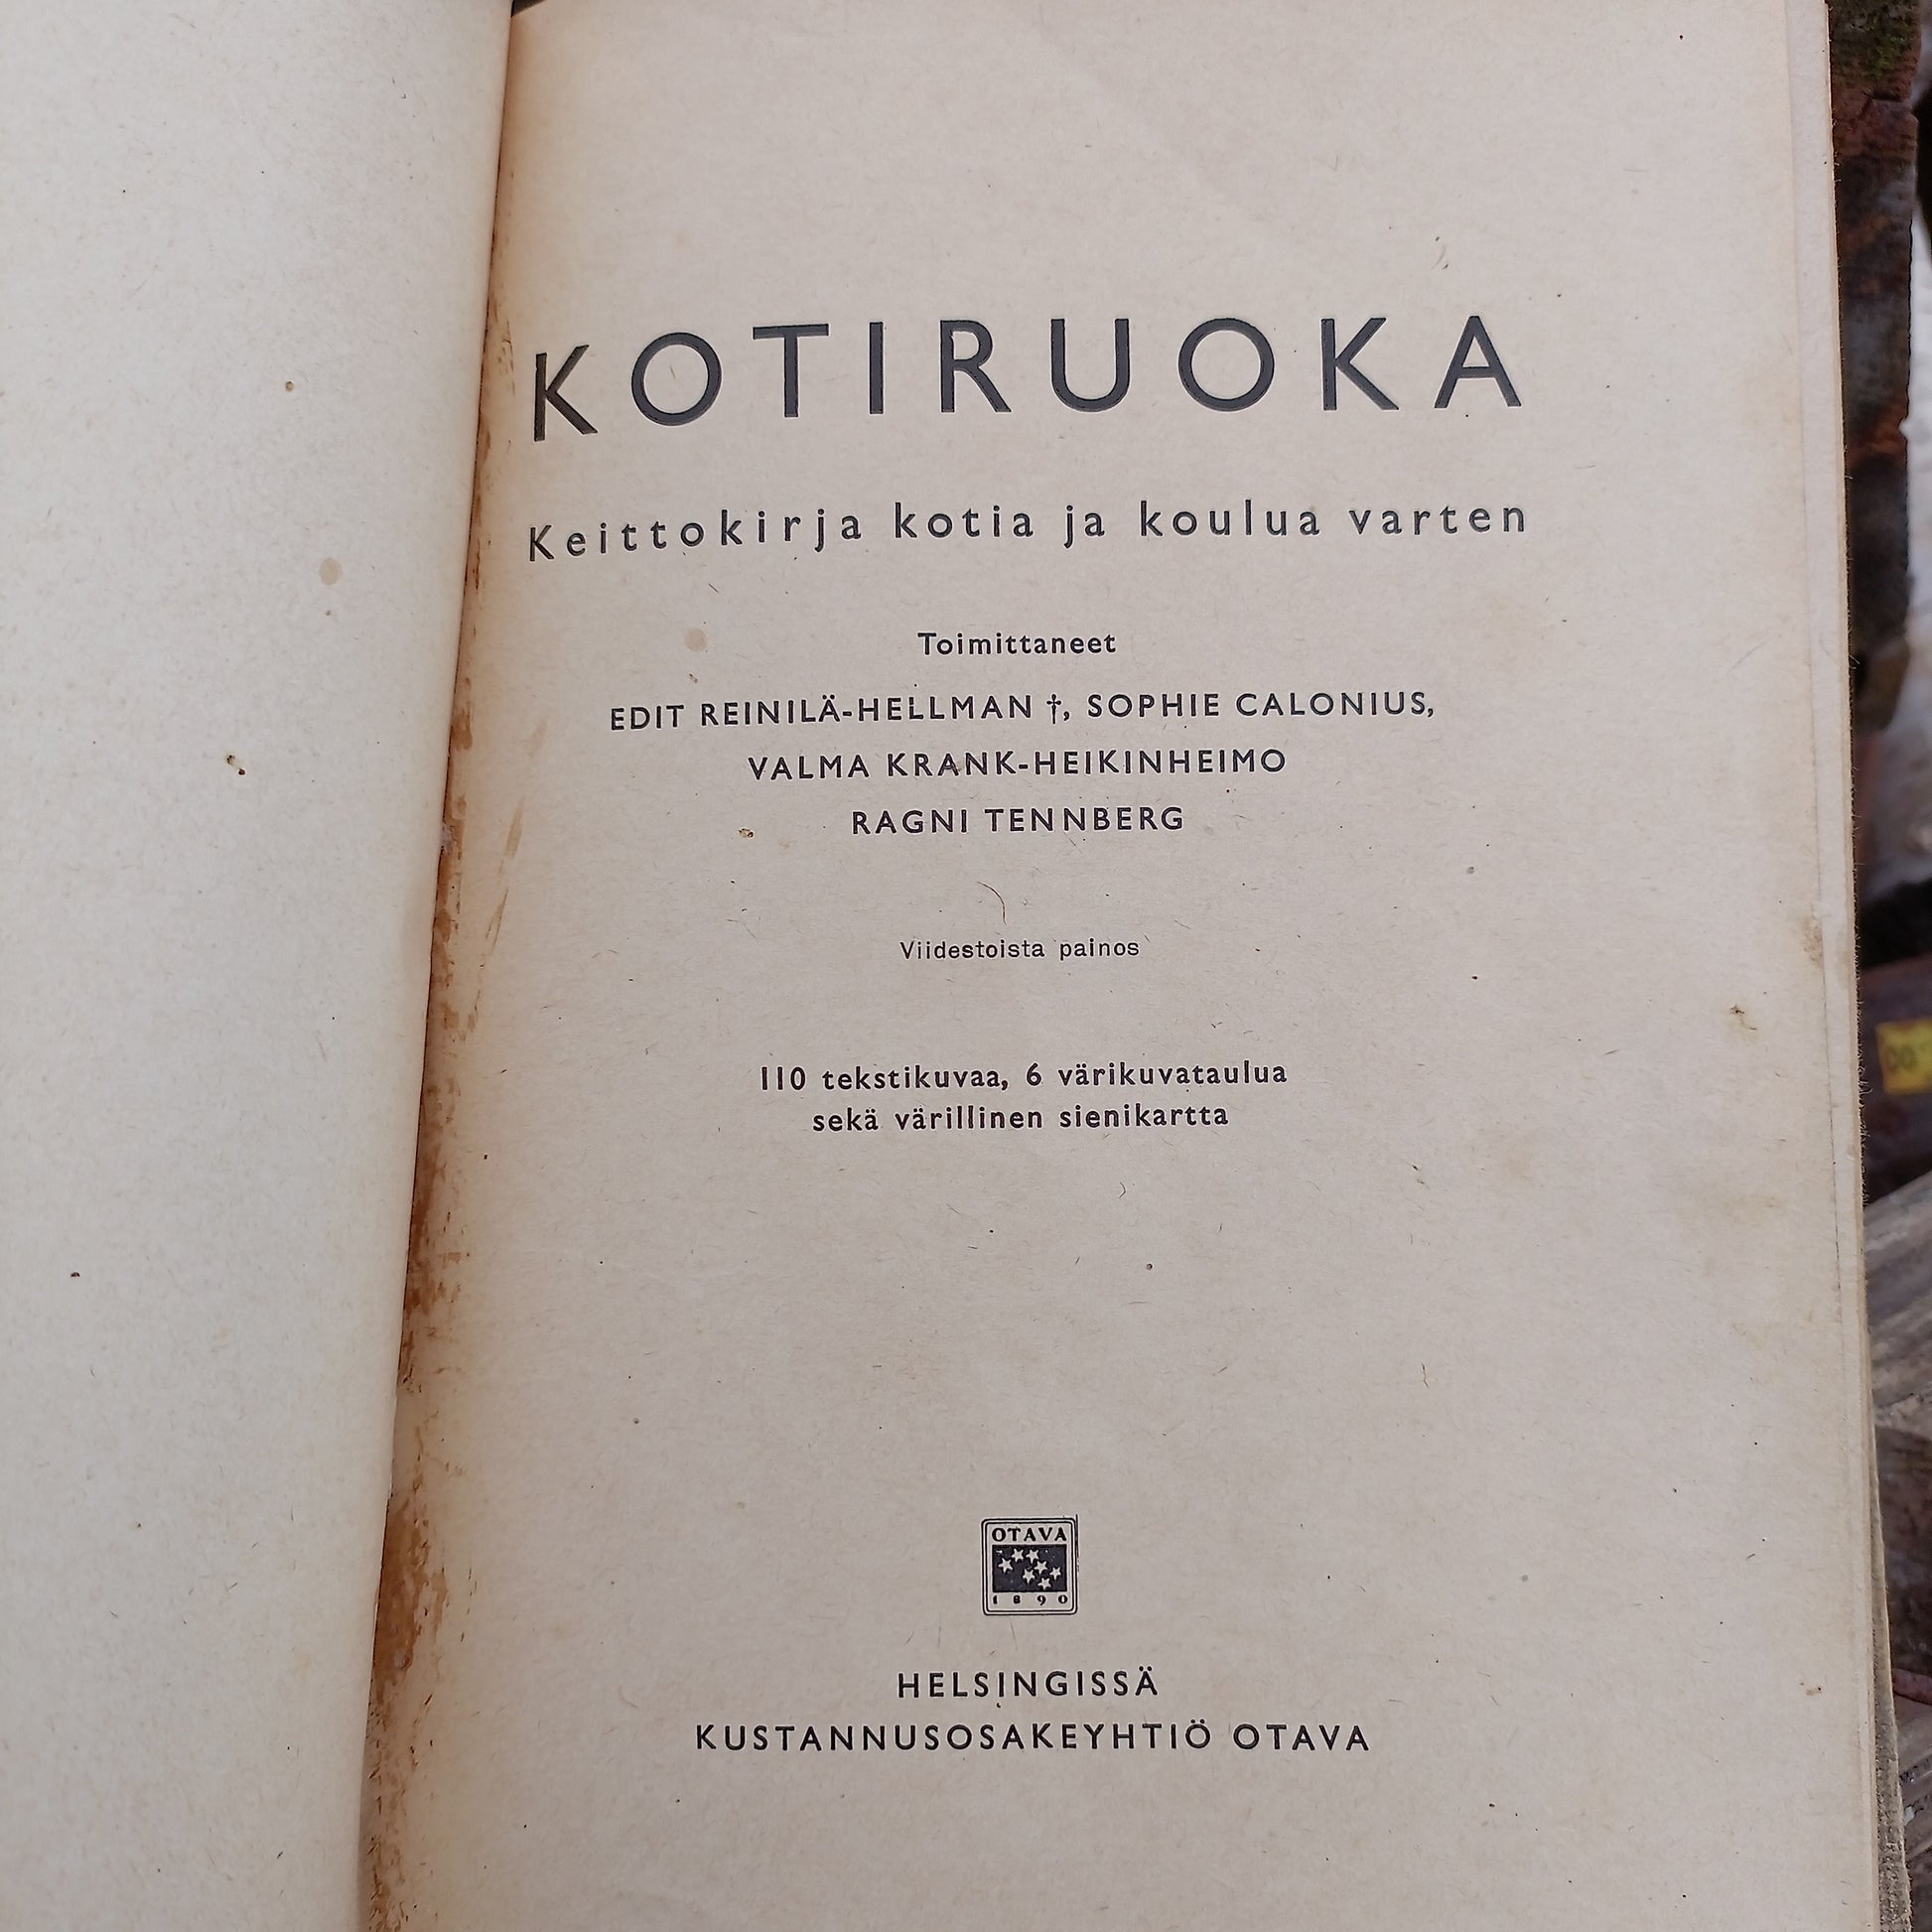 KOTIRUOKA
Keittokirja kotia ja koulua varten
Toimittaneet
EDIT REINILÄ-HELLMAN †, SOPHIE CALONIUS,
VALMA KRANK-HEIKINHEIMO
RAGNI TENNBERG
Viidestoista painos
110 tekstikuvaa, 6 värikuvataulua
sekä värillinen sienikartta
OTAVA
1890
HELSINGISSÄ
KUSTANNUSOSAKEYHTIÖ OTAVA